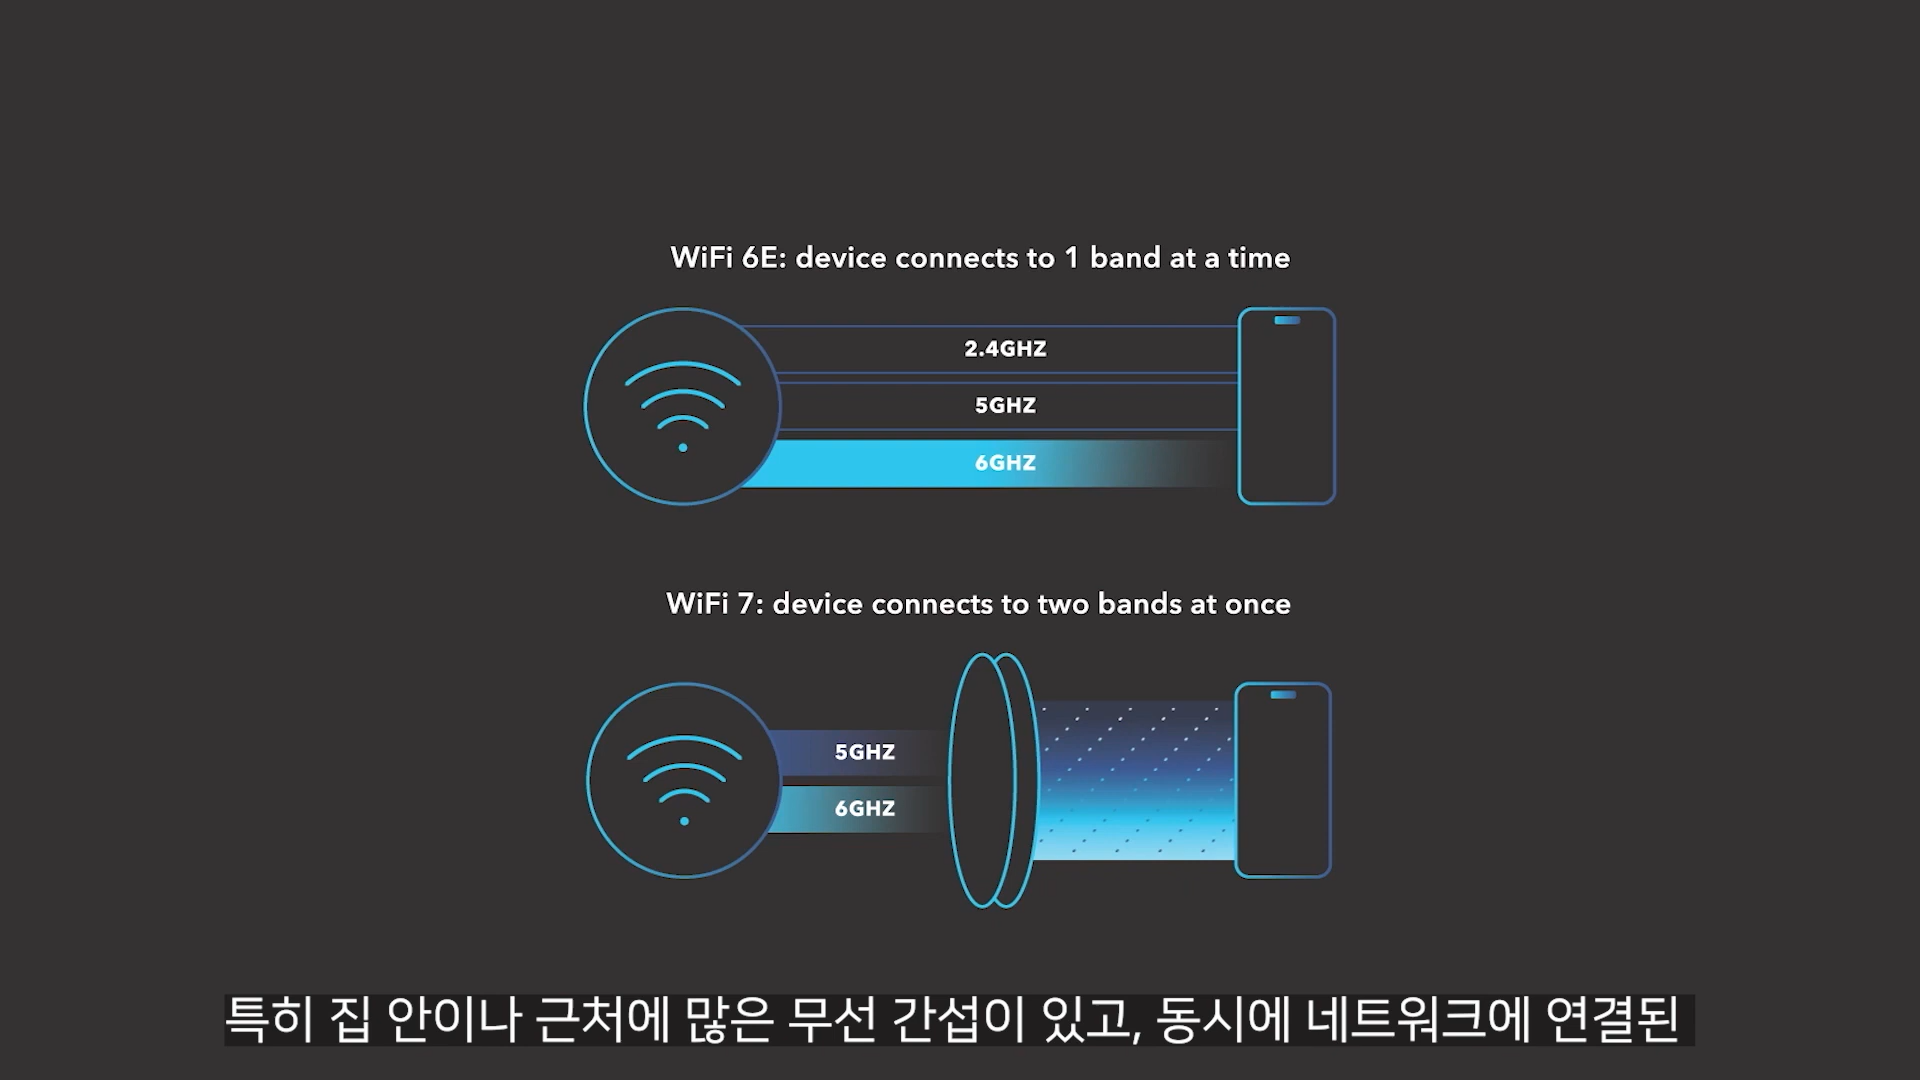 WiFi 6E: device connects to 1 band at a time
2.4GHZ
5GHZ
6GHZ
WiFi 7: device connects to two bands at once
5GHZ
6GHZ
특히 집 안이나 근처에 많은 무선 간섭이 있고, 동시에 네트워크에 연결된